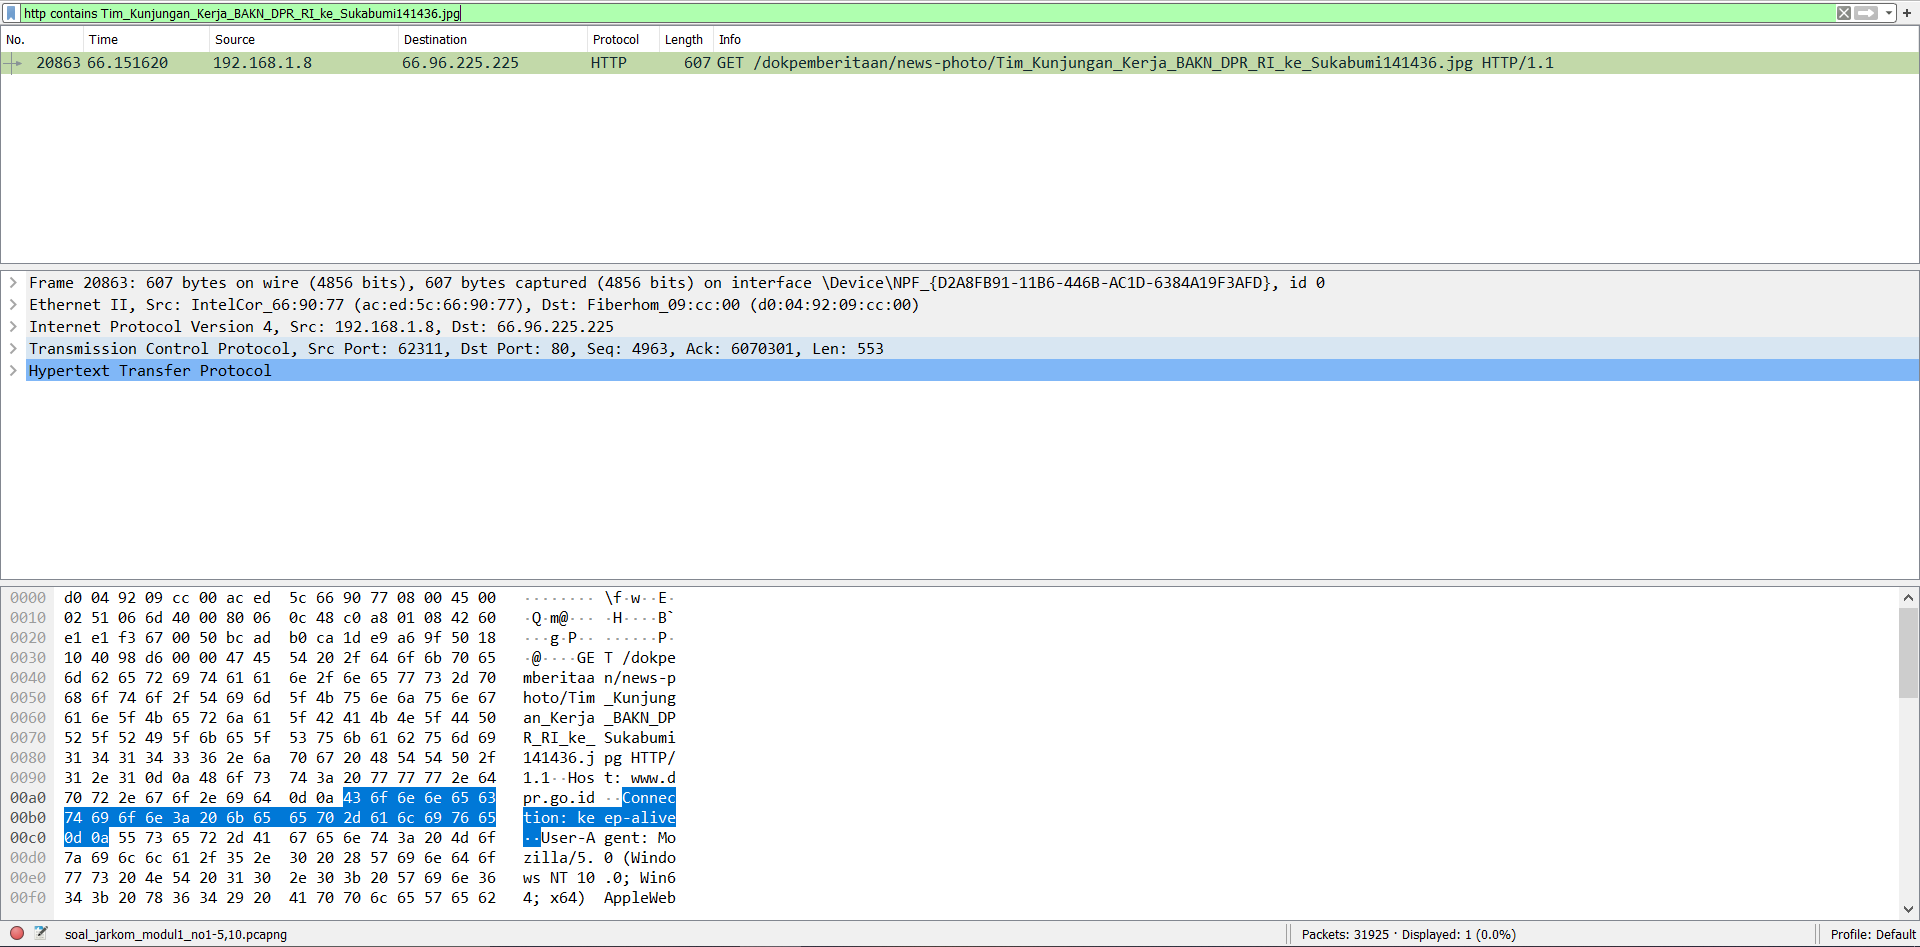 http contains Tim_Kunjungan_Kerja_BAKN_DPR_RI_ke_Sukabumi141436.jpg
No. Time Source Destination Protocol Length Info
20863 66.151620 192.168.1.8 66.96.225.225 HTTP 607 GET /dokpemberitaan/news-photo/Tim_Kunjungan_Kerja_BAKN_DPR_RI_ke_Sukabumi141436.jpg HTTP/1.1
Frame 20863: 607 bytes on wire (4856 bits), 607 bytes captured (4856 bits) on interface \Device\NPF_{D2A8FB91-11B6-446B-AC1D-6384A19F3AFD}, id 0
Ethernet II, Src: IntelCor_66:90:77 (ac:ed:5c:66:90:77), Dst: Fiberhom_09:cc:00 (d0:04:92:09:cc:00)
Internet Protocol Version 4, Src: 192.168.1.8, Dst: 66.96.225.225
Transmission Control Protocol, Src Port: 62311, Dst Port: 80, Seq: 4963, Ack: 6070301, Len: 553
Hypertext Transfer Protocol
0000 d0 04 92 09 cc 00 ac ed 5c 66 90 77 08 00 45 00 ········ \f·w··E·
0010 02 51 06 6d 40 00 80 06 0c 48 c0 a8 01 08 42 60 ·Q·m@··· ·H····B`
0020 e1 e1 f3 67 00 50 bc ad b0 ca 1d e9 a6 9f 50 18 ···g·P·· ······P·
0030 10 40 98 d6 00 00 47 45 54 20 2f 64 6f 6b 70 65 ·@····GE T /dokpe
0040 6d 62 65 72 69 74 61 61 6e 2f 6e 65 77 73 2d 70 mberitaa n/news-p
0050 68 6f 74 6f 2f 54 69 6d 5f 4b 75 6e 6a 75 6e 67 hoto/Tim _Kunjung
0060 61 6e 5f 4b 65 72 6a 61 5f 42 41 4b 4e 5f 44 50 an_Kerja _BAKN_DP
0070 52 5f 52 49 5f 6b 65 5f 53 75 6b 61 62 75 6d 69 R_RI_ke_ Sukabumi
0080 31 34 31 34 33 36 2e 6a 70 67 20 48 54 54 50 2f 141436.j pg HTTP/
0090 31 2e 31 0d 0a 48 6f 73 74 3a 20 77 77 77 2e 64 1.1··Hos t: www.d
00a0 70 72 2e 67 6f 2e 69 64 0d 0a 43 6f 6e 6e 65 63 pr.go.id ··Connec
00b0 74 69 6f 6e 3a 20 6b 65 65 70 2d 61 6c 69 76 65 tion: ke ep-alive
00c0 0d 0a 55 73 65 72 2d 41 67 65 6e 74 3a 20 4d 6f ··User-A gent: Mo
00d0 7a 69 6c 6c 61 2f 35 2e 30 20 28 57 69 6e 64 6f zilla/5. 0 (Windo
00e0 77 73 20 4e 54 20 31 30 2e 30 3b 20 57 69 6e 36 ws NT 10 .0; Win6
00f0 34 3b 20 78 36 34 29 20 41 70 70 6c 65 57 65 62 4; x64) AppleWeb
soal_jarkom_modul1_no1-5,10.pcapng Packets: 31925 · Displayed: 1 (0.0%) Profile: Default